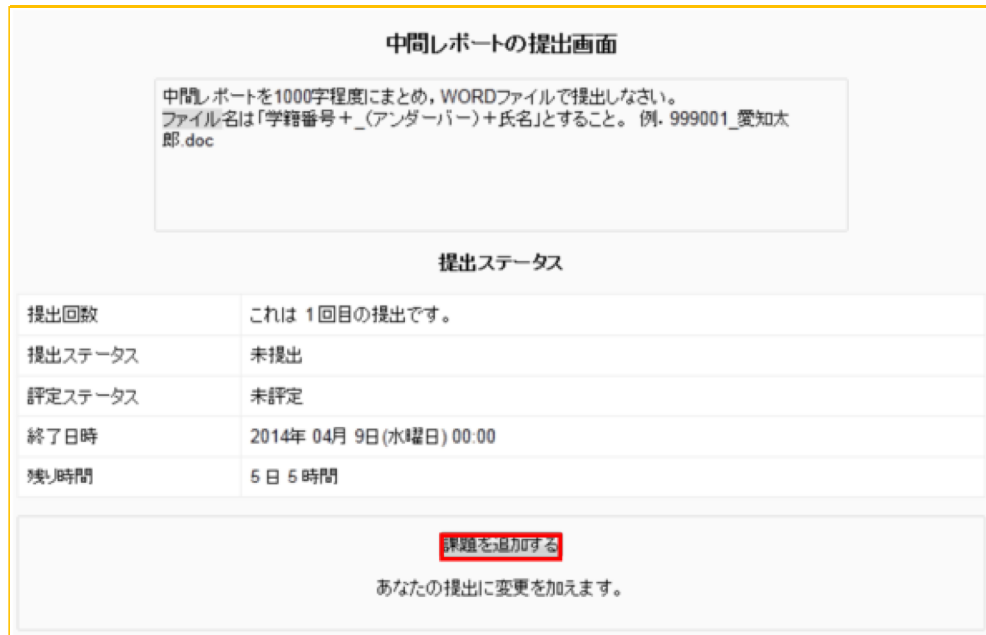 中間レポートの提出画面
中間レポートを1000字程度にまとめ，WORDファイルで提出しなさい。
ファイル名は「学籍番号＋_（アンダーバー）＋氏名」とすること。 例．999001_愛知太
郎.doc
提出ステータス
提出回数 これは 1回目の提出です。
提出ステータス 未提出
評定ステータス 未評定
終了日時 2014年 04月 9日(水曜日) 00:00
残り時間 5 日 5 時間
課題を追加する
あなたの提出に変更を加えます。